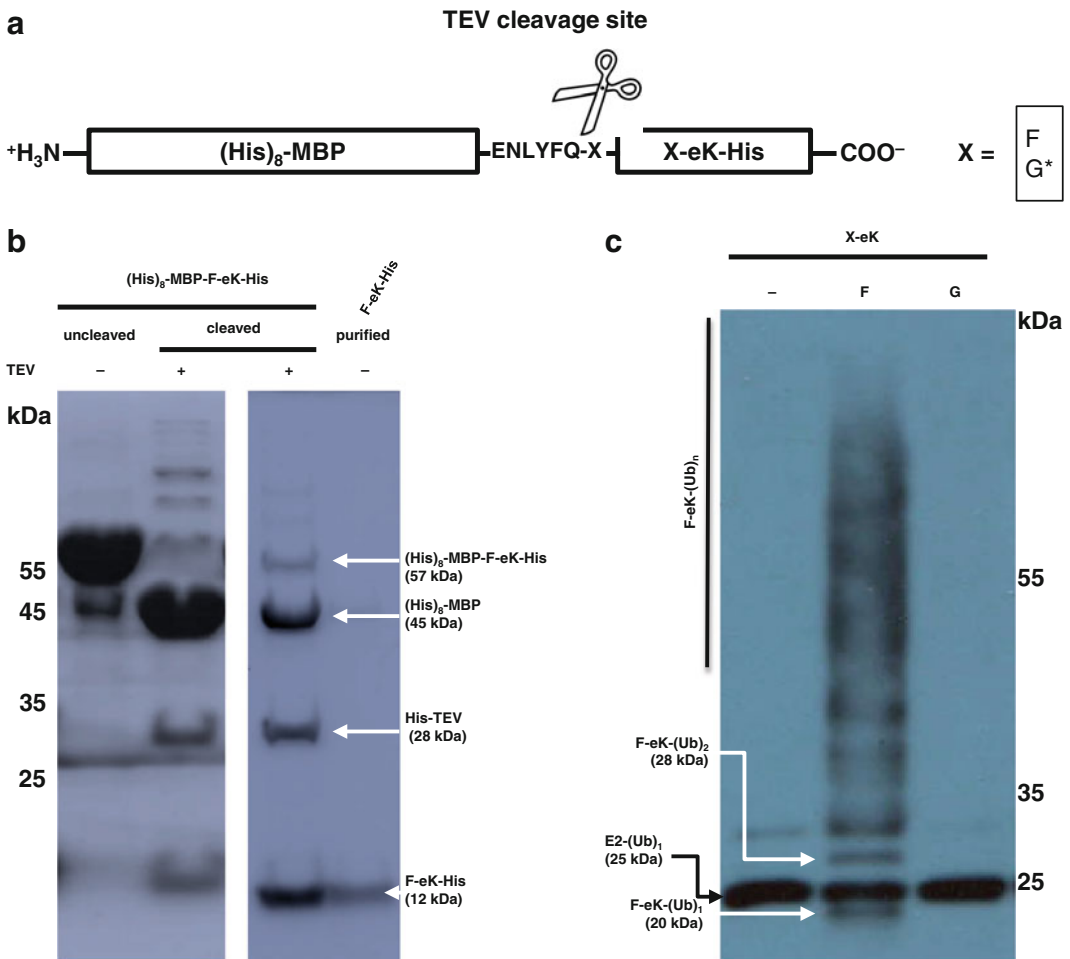 a
TEV cleavage site
⁺H₃N
(His)₈-MBP
ENLYFQ-X
X-eK-His
COO⁻
X =
F
G*
b
(His)₈-MBP-F-eK-His
F-eK-His
uncleaved
cleaved
purified
TEV
–
+
+
–
kDa
55
45
35
25
(His)₈-MBP-F-eK-His
(57 kDa)
(His)₈-MBP
(45 kDa)
His-TEV
(28 kDa)
F-eK-His
(12 kDa)
c
X-eK
–
F
G
kDa
F-eK-(Ub)ₙ
55
35
25
F-eK-(Ub)₂
(28 kDa)
E2-(Ub)₁
(25 kDa)
F-eK-(Ub)₁
(20 kDa)